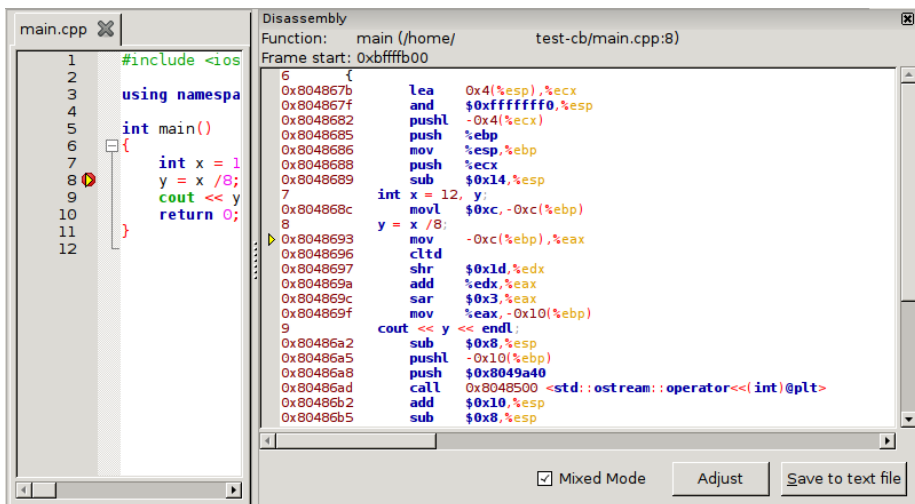 main.cpp
1 #include <ios
2
3 using namespa
4
5 int main()
6 {
7 int x = 1
8 y = x /8;
9 cout << y
10 return 0;
11 }
12
Disassembly
Function: main (/home/ test-cb/main.cpp:8)
Frame start: 0xbffffb00
6 {
0x804867b lea 0x4(%esp),%ecx
0x804867f and $0xfffffff0,%esp
0x8048682 pushl -0x4(%ecx)
0x8048685 push %ebp
0x8048686 mov %esp,%ebp
0x8048688 push %ecx
0x8048689 sub $0x14,%esp
7 int x = 12, y;
0x804868c movl $0xc,-0xc(%ebp)
8 y = x /8;
0x8048693 mov -0xc(%ebp),%eax
0x8048696 cltd
0x8048697 shr $0x1d,%edx
0x804869a add %edx,%eax
0x804869c sar $0x3,%eax
0x804869f mov %eax,-0x10(%ebp)
9 cout << y << endl;
0x80486a2 sub $0x8,%esp
0x80486a5 pushl -0x10(%ebp)
0x80486a8 push $0x8049a40
0x80486ad call 0x8048500 <std::ostream::operator<<(int)@plt>
0x80486b2 add $0x10,%esp
0x80486b5 sub $0x8,%esp
Mixed Mode
Adjust
Save to text file